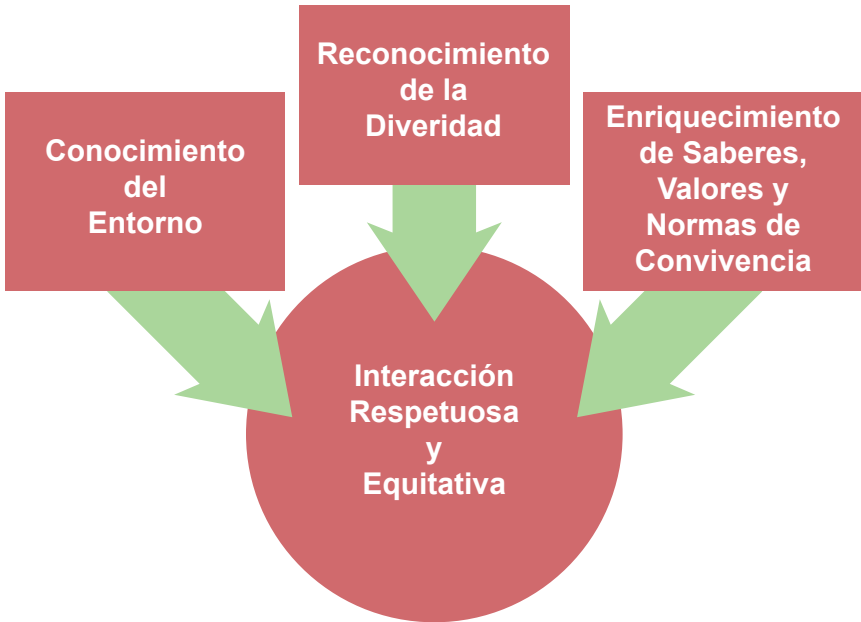 Conocimiento
del
Entorno
Reconocimiento
de la
Diveridad
Enriquecimiento
de Saberes,
Valores y
Normas de
Convivencia
Interacción
Respetuosa
y
Equitativa